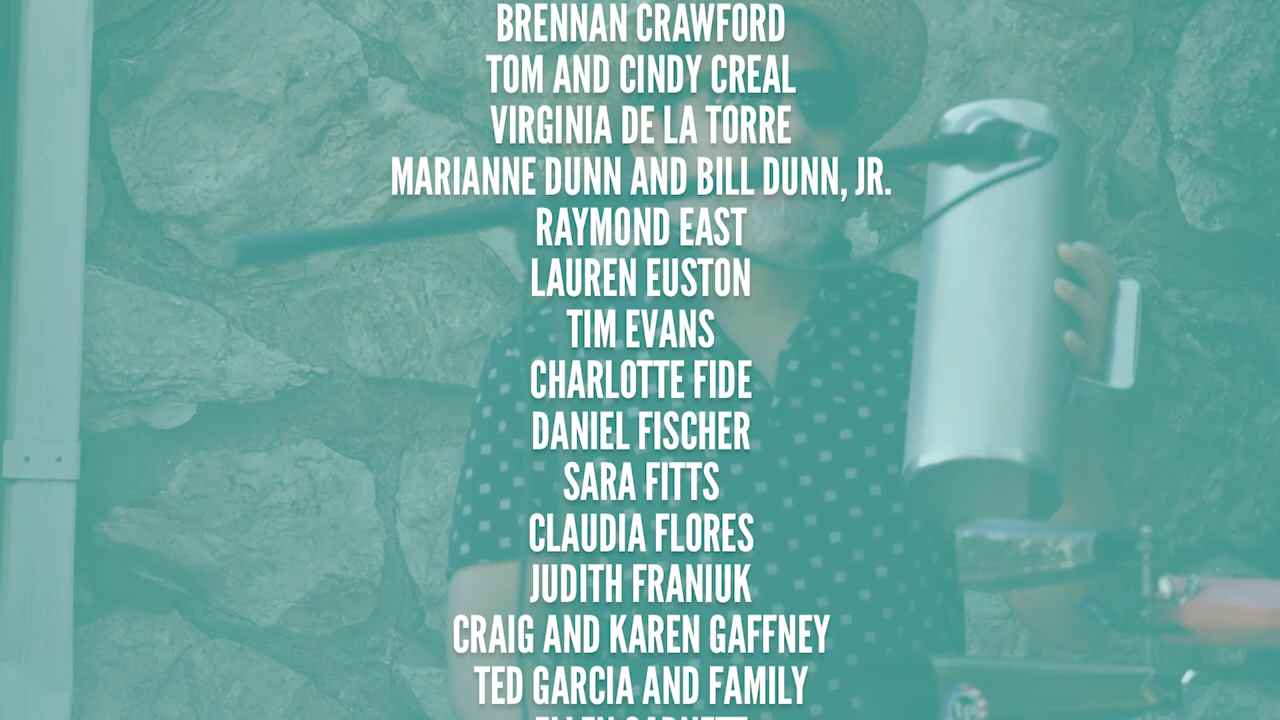 BRENNAN CRAWFORD
TOM AND CINDY CREAL
VIRGINIA DE LA TORRE
MARIANNE DUNN AND BILL DUNN, JR.
RAYMOND EAST
LAUREN EUSTON
TIM EVANS
CHARLOTTE FIDE
DANIEL FISCHER
SARA FITTS
CLAUDIA FLORES
JUDITH FRANIUK
CRAIG AND KAREN GAFFNEY
TED GARCIA AND FAMILY